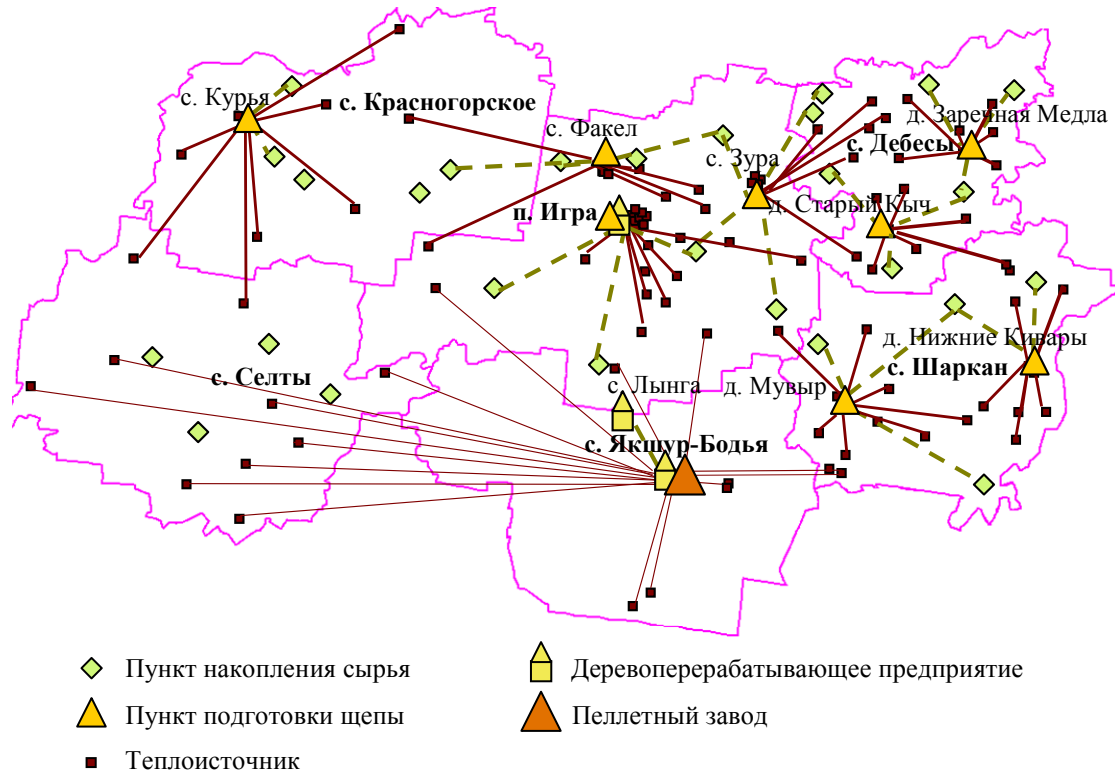 с. Курья
с. Красногорское
с. Факел
с. Зура
д. Заречная Медла
с. Дебесы
д. Старый Кыч
п. Игра
д. Нижние Кивары
с. Шаркан
с. Селты
с. Лынга
д. Мувыр
с. Якшур-Бодья
Пункт накопления сырья
Деревоперерабатывающее предприятие
Пункт подготовки щепы
Пеллетный завод
Теплоисточник